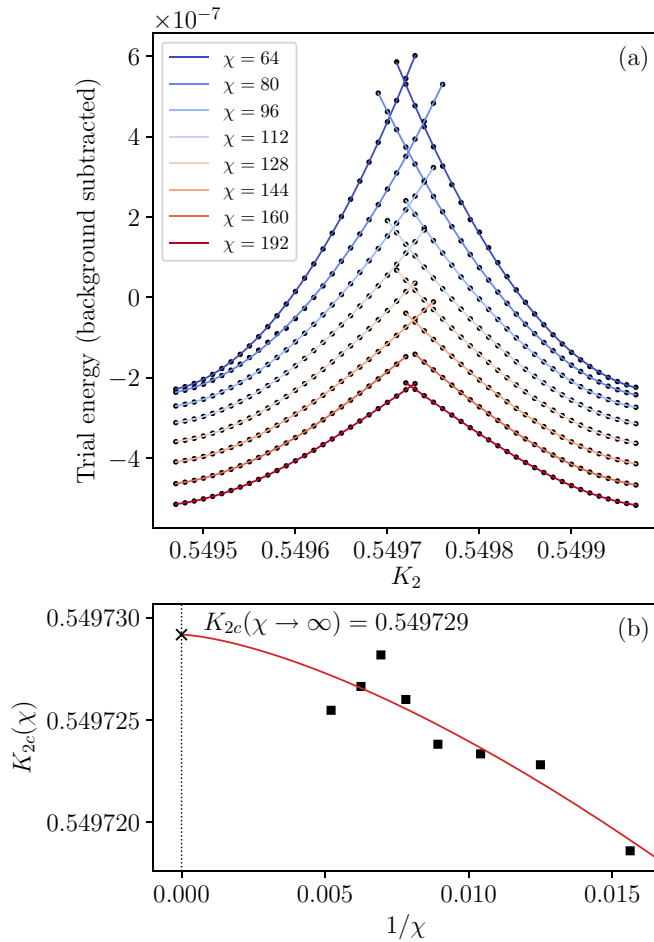 ×10⁻⁷
(a)
Trial energy (background subtracted)
6
4
2
0
−2
−4
χ = 64
χ = 80
χ = 96
χ = 112
χ = 128
χ = 144
χ = 160
χ = 192
0.5495
0.5496
0.5497
0.5498
0.5499
K₂
(b)
K₂c(χ → ∞) = 0.549729
K₂c(χ)
0.549730
0.549725
0.549720
0.000
0.005
0.010
0.015
1/χ